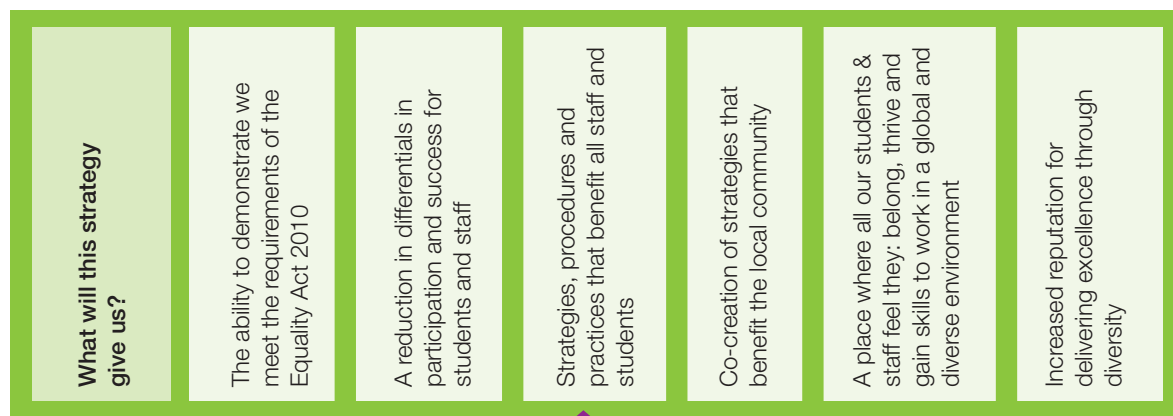 What will this strategy
give us?
The ability to demonstrate we
meet the requirements of the
Equality Act 2010
A reduction in differentials in
participation and success for
students and staff
Strategies, procedures and
practices that benefit all staff and
students
Co-creation of strategies that
benefit the local community
A place where all our students &
staff feel they: belong, thrive and
gain skills to work in a global and
diverse environment
Increased reputation for
delivering excellence through
diversity